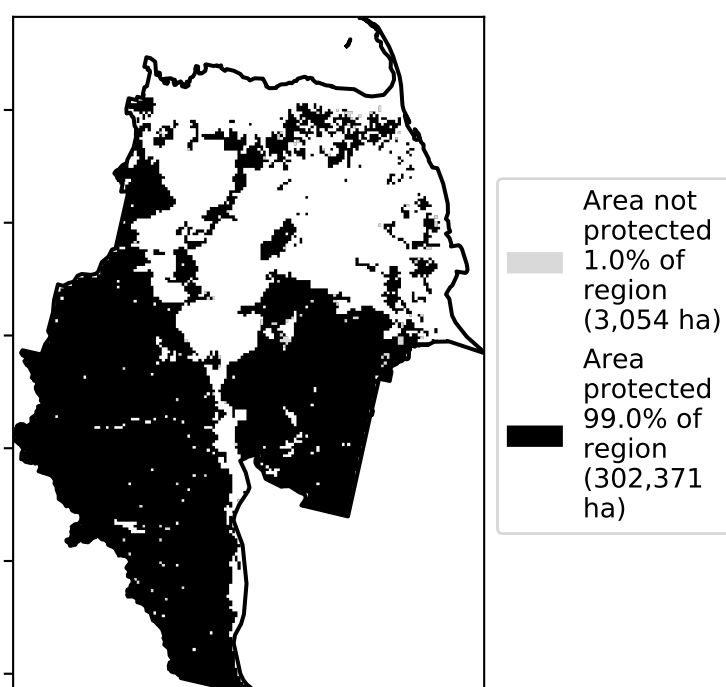 Area not
protected
1.0% of
region
(3,054 ha)
Area
protected
99.0% of
region
(302,371
ha)